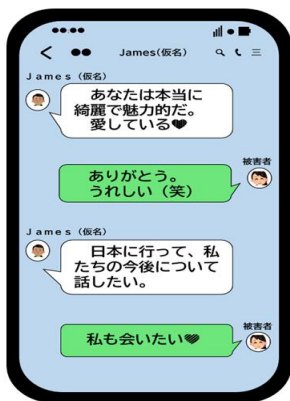 James(仮名)
James (仮名)
あなたは本当に
綺麗で魅力的だ。
愛している♥
被害者
ありがとう。
うれしい（笑）
James (仮名)
日本に行って、私
たちの今後について
話したい。
被害者
私も会いたい♥